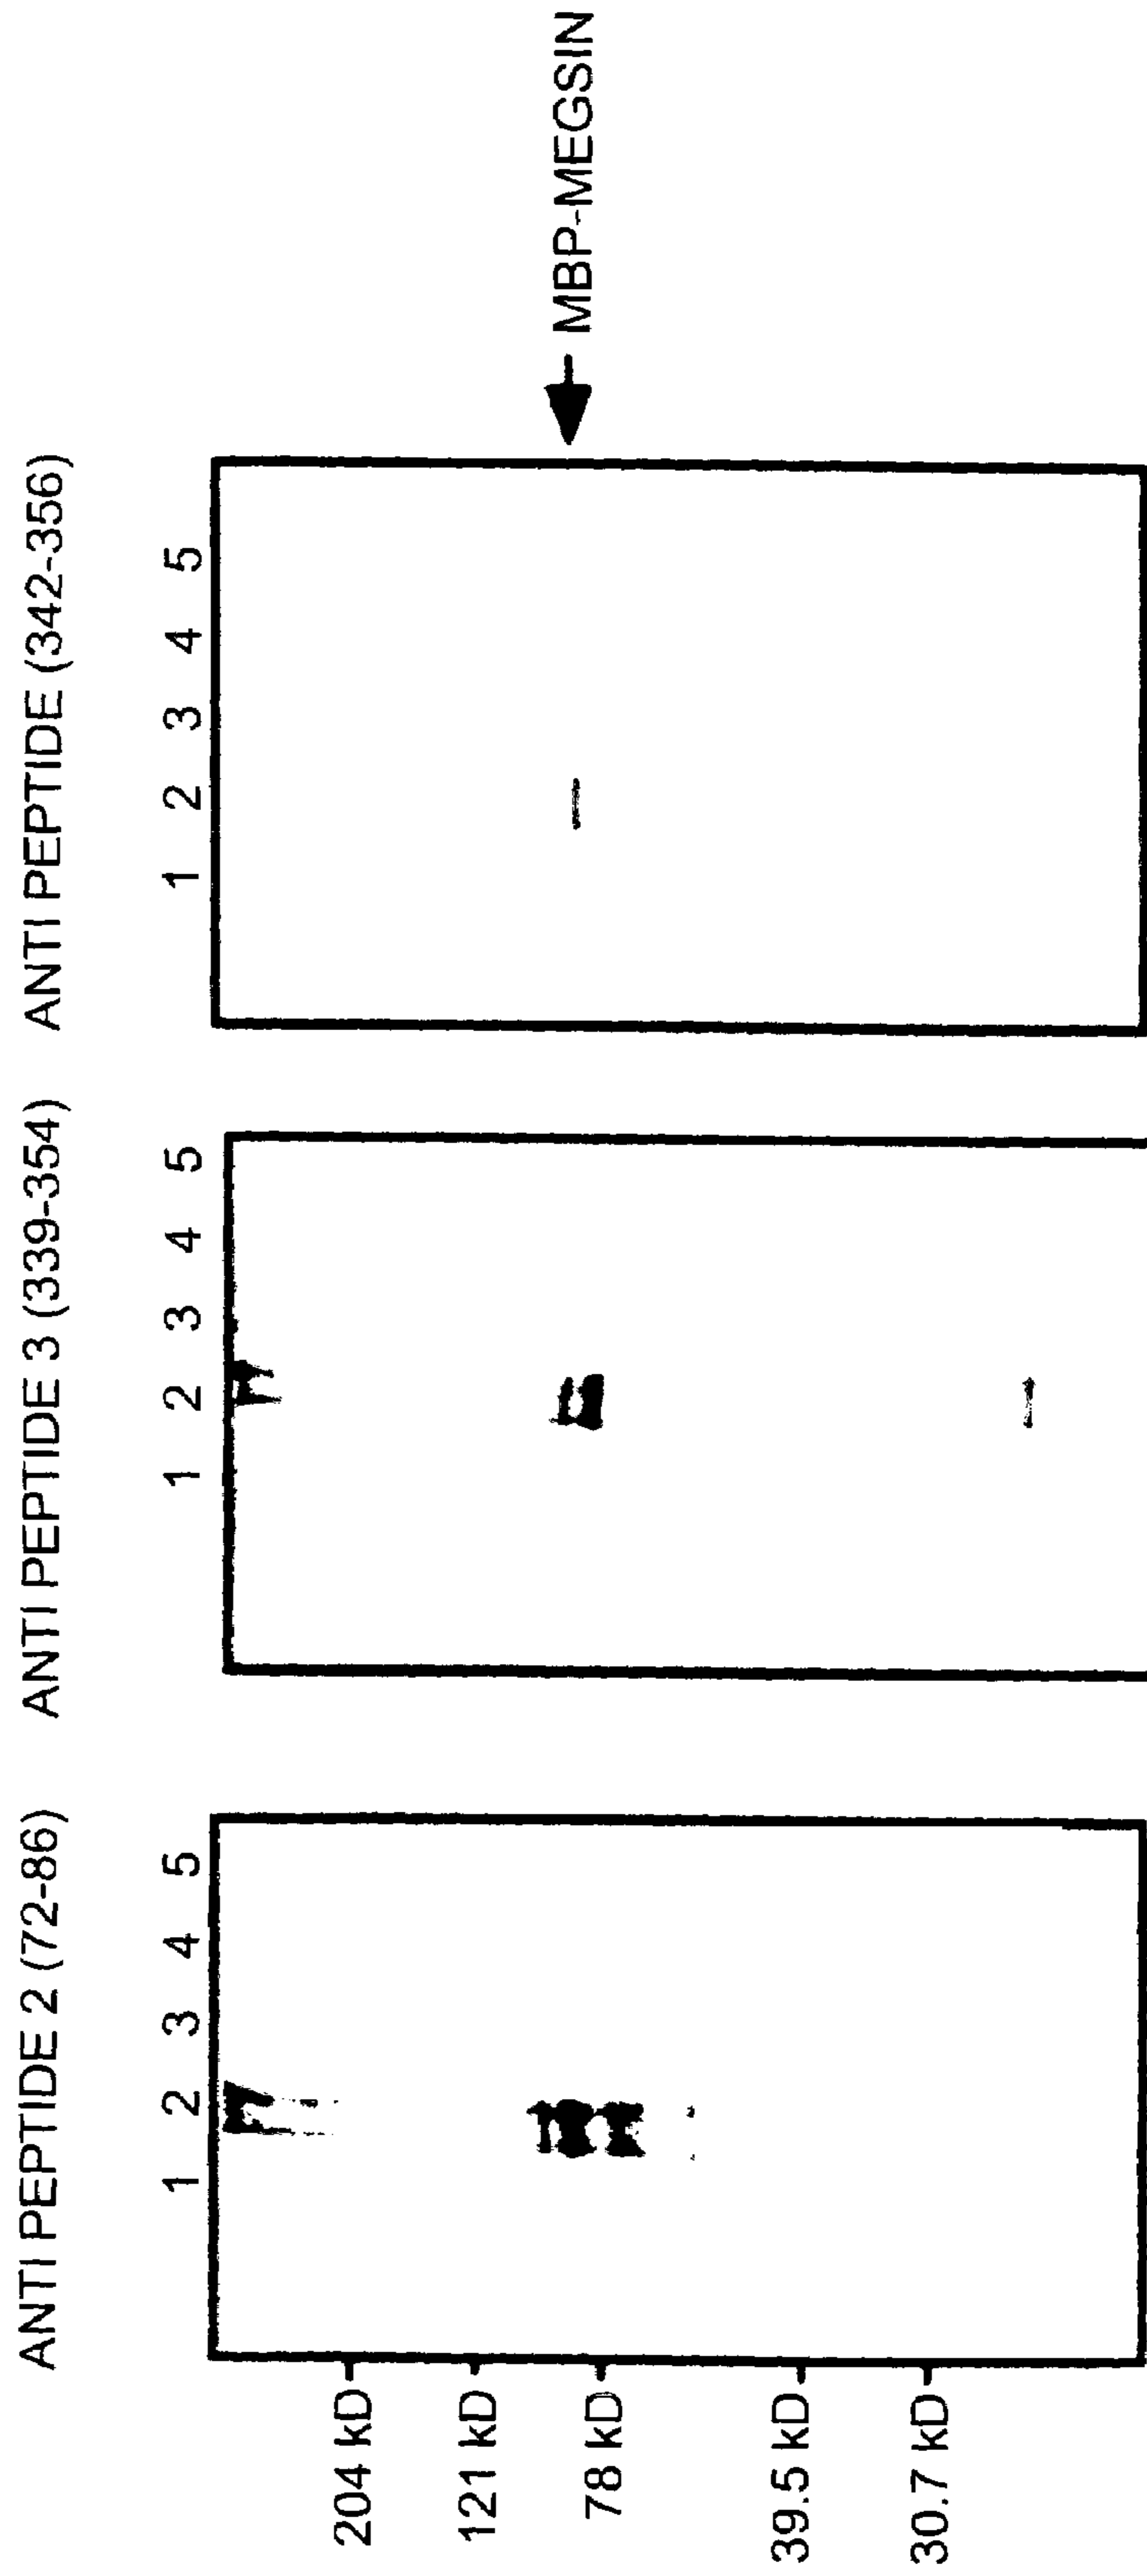 ANTI PEPTIDE 2 (72-86)
ANTI PEPTIDE 3 (339-354)
ANTI PEPTIDE (342-356)
1 2 3 4 5
1 2 3 4 5
1 2 3 4 5
204 kD
121 kD
78 kD
39.5 kD
30.7 kD
MBP-MEGSIN